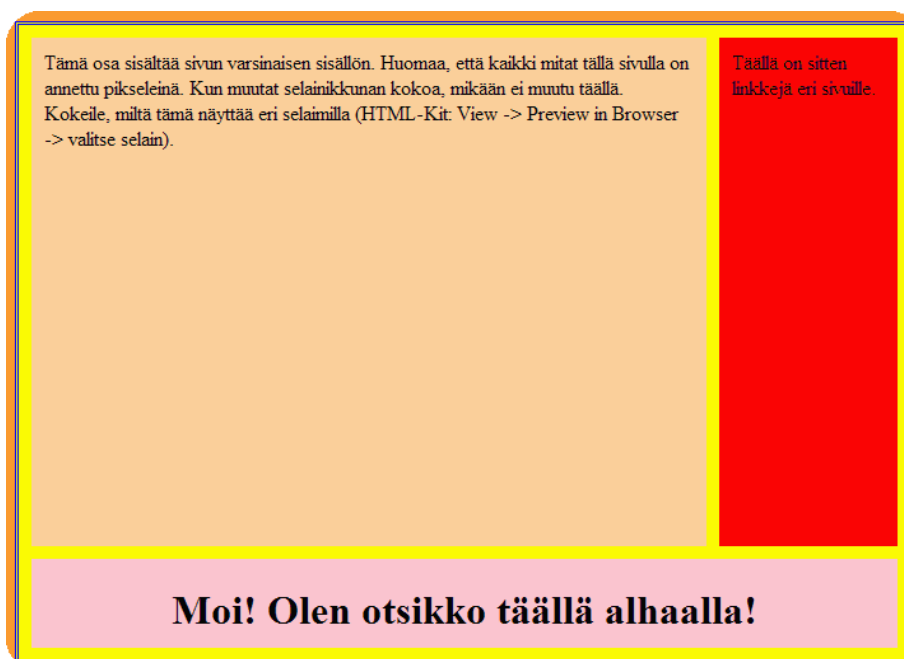 Tämä osa sisältää sivun varsinaisen sisällön. Huomaa, että kaikki mitat tällä sivulla on
annettu pikseleinä. Kun muutat selainikkunan kokoa, mikään ei muutu täällä.
Kokeile, miltä tämä näyttää eri selaimilla (HTML-Kit: View -> Preview in Browser
-> valitse selain).
Täällä on sitten
linkkejä eri sivuille.
Moi! Olen otsikko täällä alhaalla!